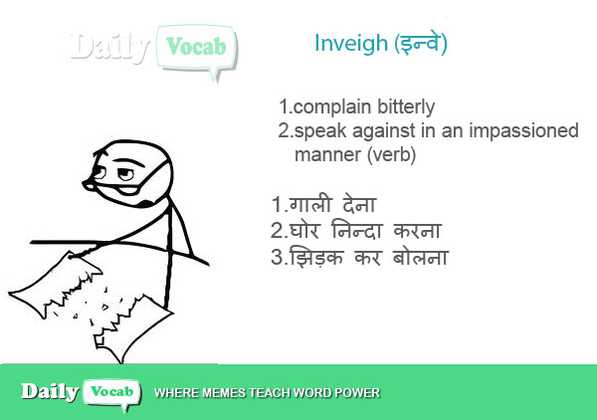 Daily Vocab
Inveigh (इन्वे)
1.complain bitterly
2.speak against in an impassioned
manner (verb)
1.गाली देना
2.घोर निन्दा करना
3.झिड़क कर बोलना
Daily Vocab WHERE MEMES TEACH WORD POWER